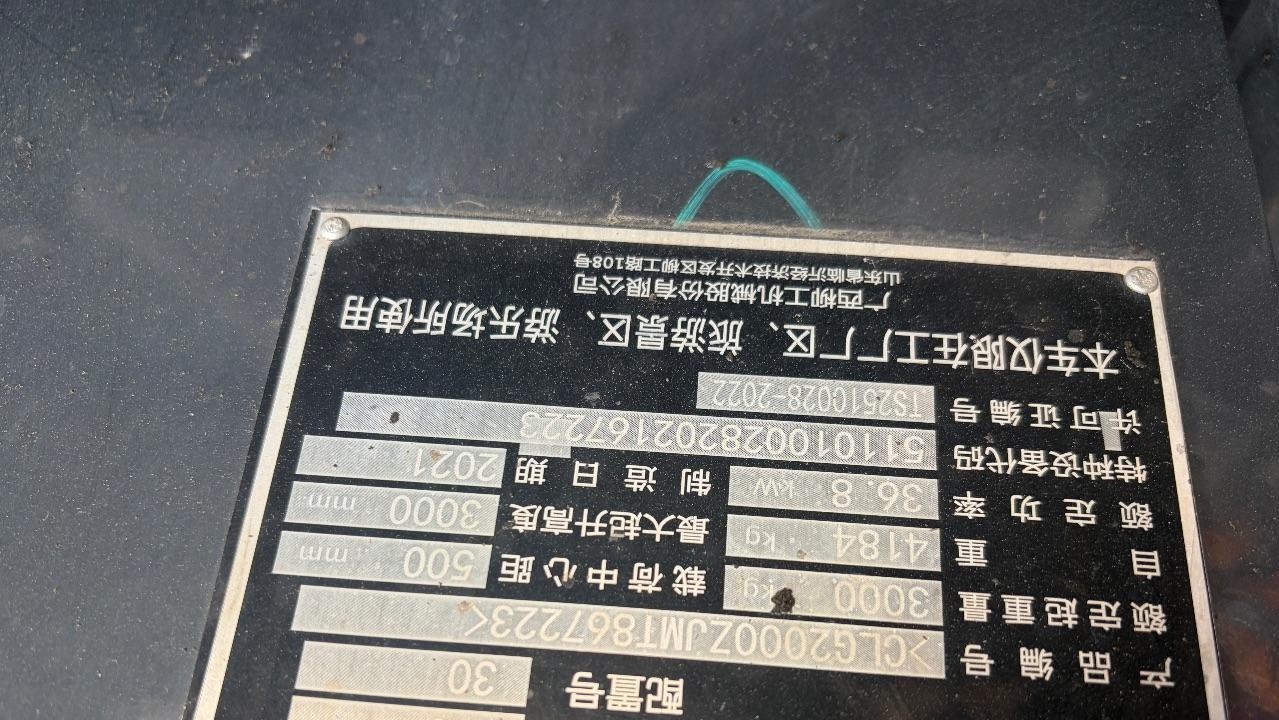 配置号 30
产品编号 >CLG2000ZJMT867223<
额定起重量 3000 kg 载荷中心距 500 mm
自重 4184 kg 最大起升高度 3000 mm
额定功率 36.8 kW 制造日期 2021
特种设备代码 511010028202167223
许可证编号 TS2510028-2022
本车仅限在工厂厂区、旅游景区、游乐场所使用
广西柳工机械股份有限公司
山东省临沂经济技术开发区柳工路108号